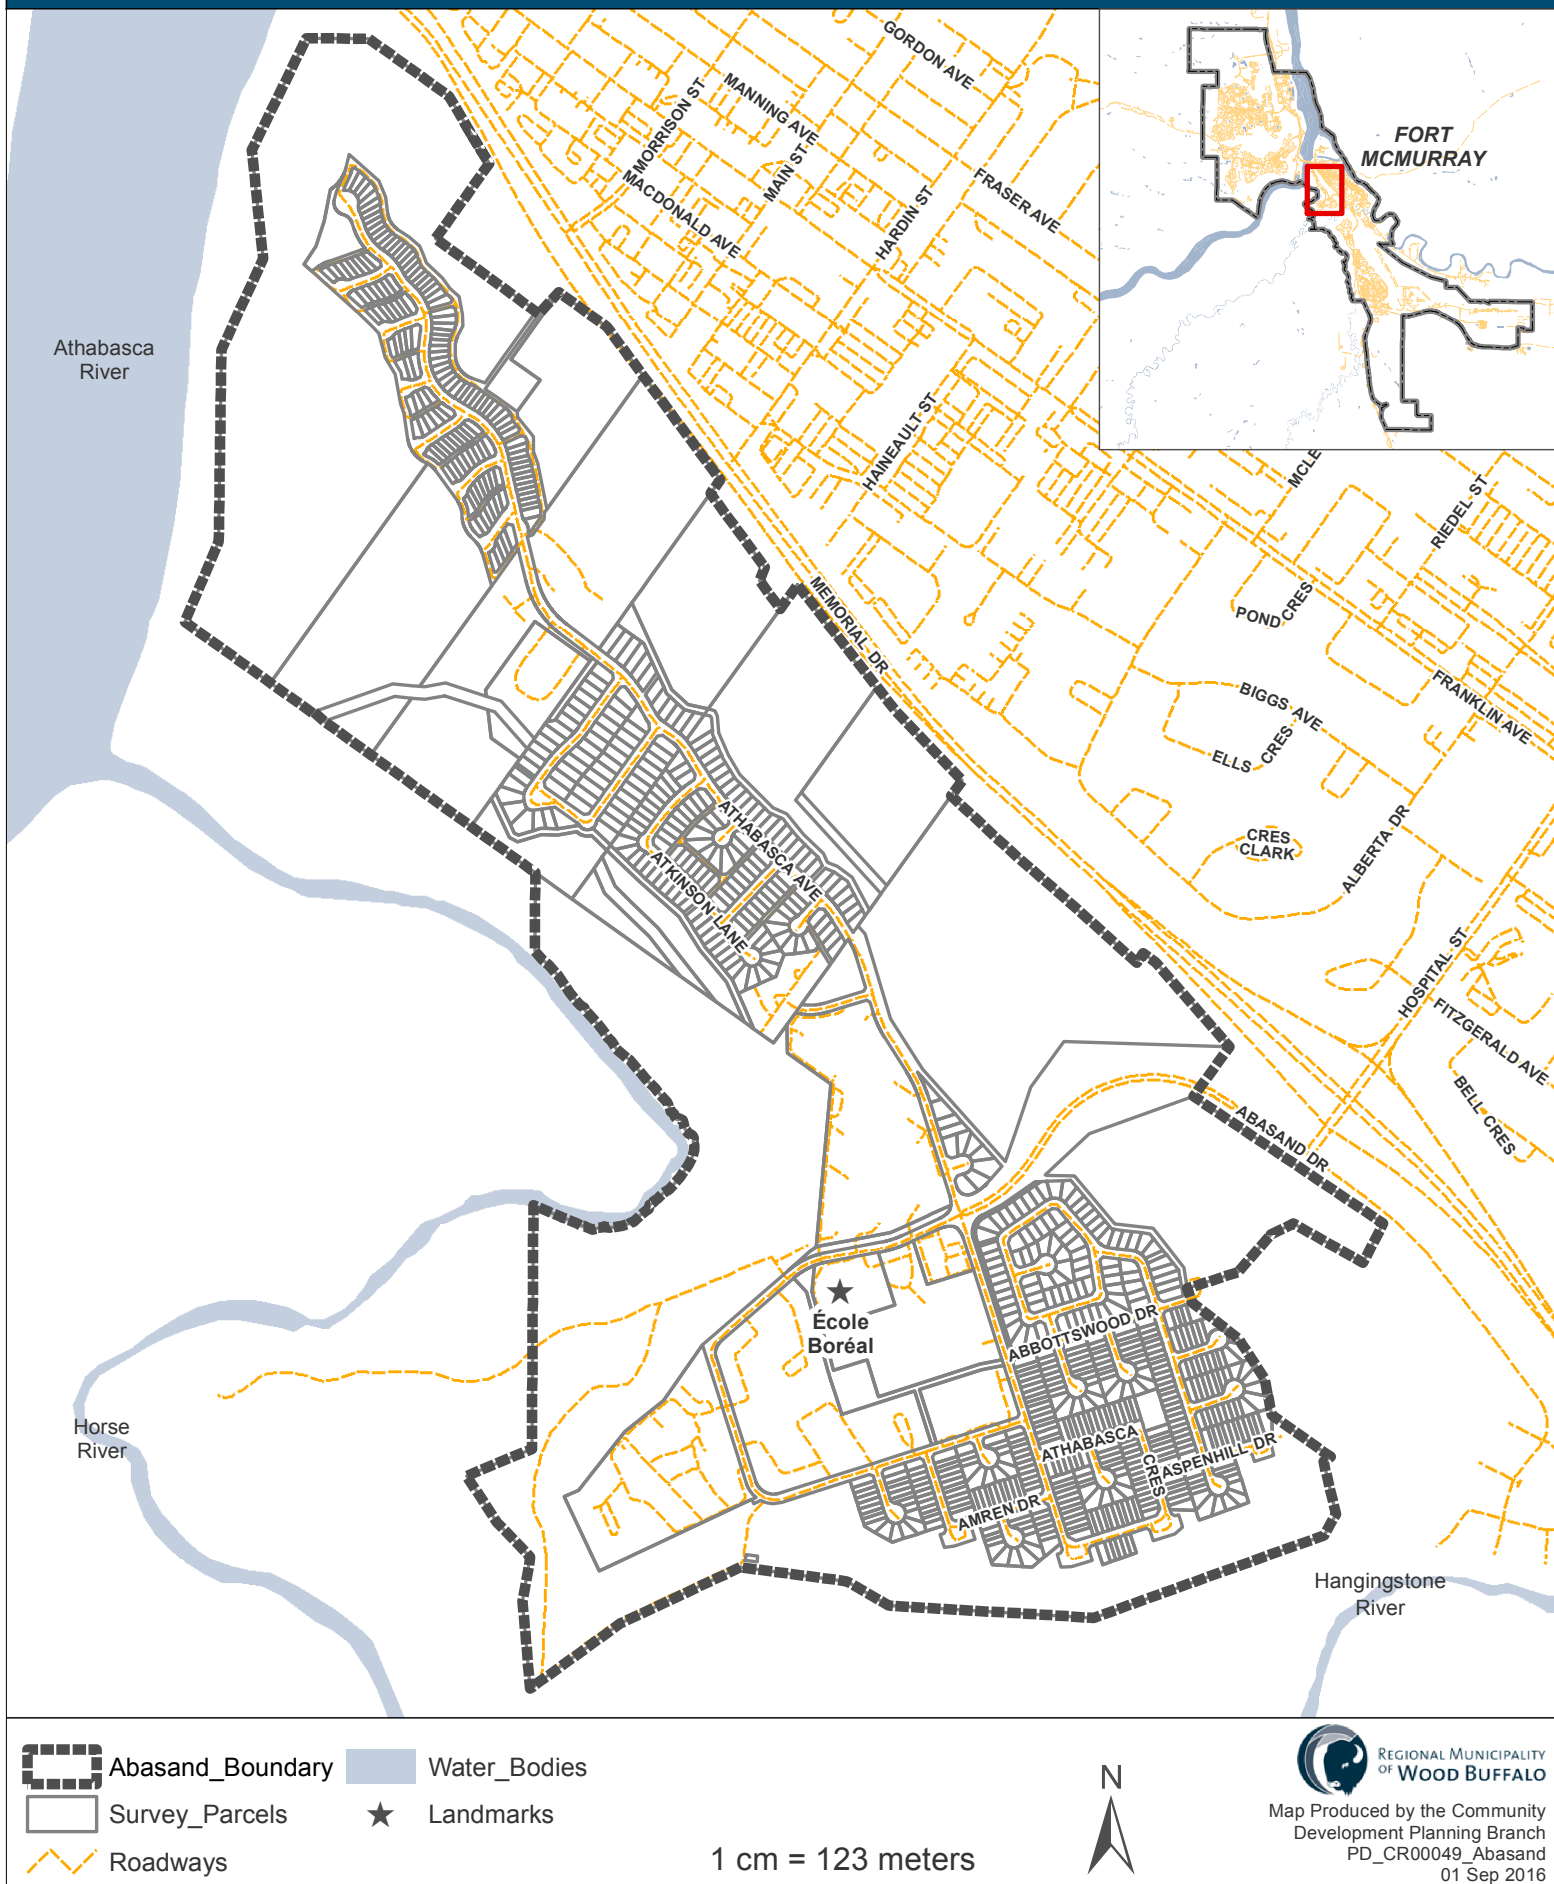 GORDON AVE
MORRISON ST
MANNING AVE
MAIN ST
MACDONALD AVE
HARDIN ST
FRASER AVE
FORT
MCMURRAY
Athabasca
River
HAINEAULT ST
MCLE
RIEDEL ST
MEMORIAL DR
POND CRES
BIGGS AVE
FRANKLIN AVE
ELLS CRES
ATHABASCA AVE
ATKINSON LANE
CRES
CLARK
ALBERTA DR
HOSPITAL ST
FITZGERALD AVE
BELL CRES
ABASAND DR
École
Boréal
ABBOTTSWOOD DR
Horse
River
ATHABASCA
CRES
ASPENHILL DR
AMREN DR
Hangingstone
River
Abasand_Boundary
Water_Bodies
Survey_Parcels
Landmarks
Roadways
1 cm = 123 meters
N
REGIONAL MUNICIPALITY
OF WOOD BUFFALO
Map Produced by the Community
Development Planning Branch
PD_CR00049_Abasand
01 Sep 2016